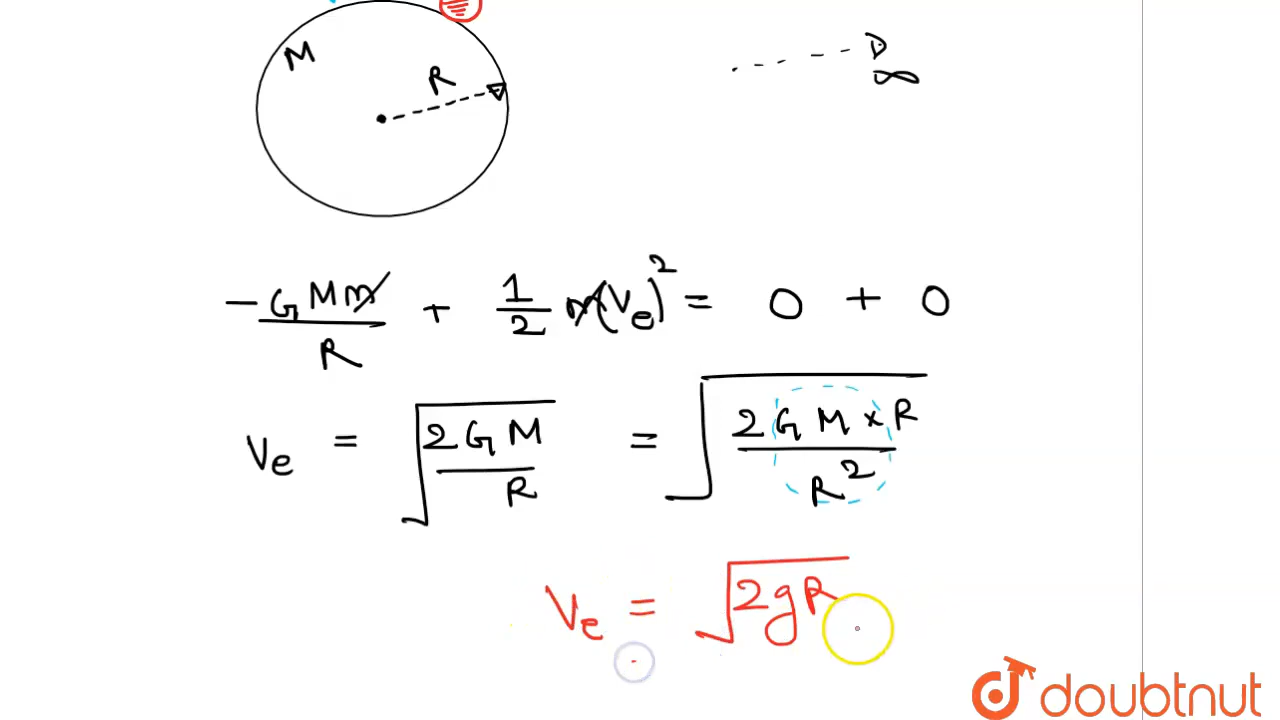 M
R
∞
-GMm/R + 1/2 m(Ve)² = 0 + 0
Ve = √(2GM/R) = √(2GM×R/R²)
Ve = √2gR
doubtnut